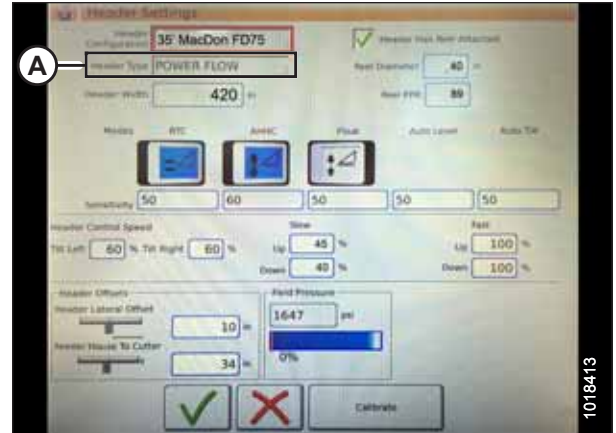 Header Settings
Header Configuration 35' MacDon FD75
Header Has Reel Attached
A
Header Type POWER FLOW
Reel Diameter 40 in
Header Width 420 in
Reel PPR 89
Modes RTC AHHC Float Auto Level Auto Tilt
Sensitivity 50 60 50 50 50
Header Control Speed
Slow
Fast
Tilt Left 60 % Tilt Right 60 %
Up 45 %
Up 100 %
Down 40 %
Down 100 %
Header Offsets
Field Pressure
Header Lateral Offset
1647 psi
10 in
Feeder House To Cutter
0%
34 in
Calibrate
1018413